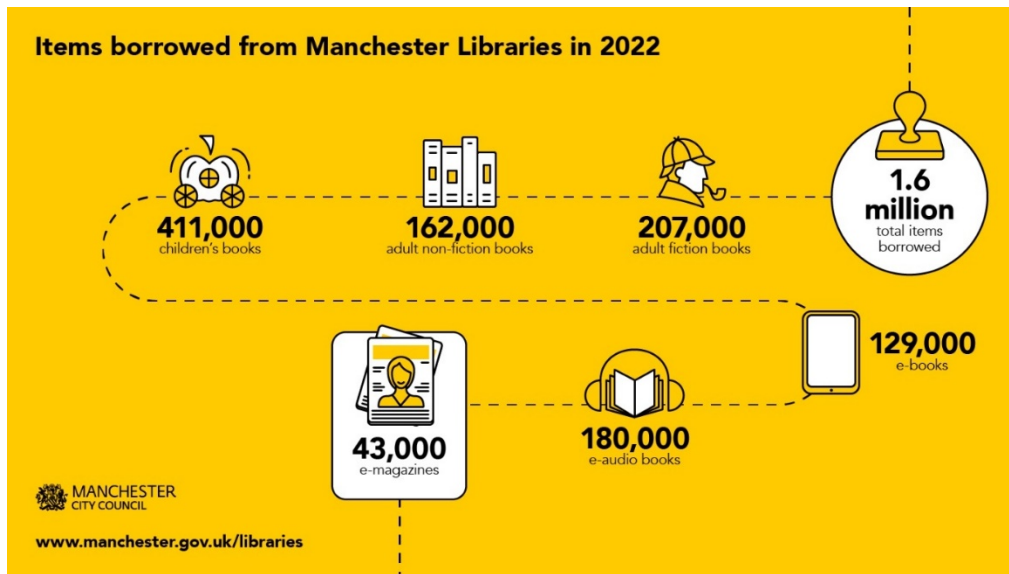 Items borrowed from Manchester Libraries in 2022
1.6
million
total items
borrowed
411,000
children's books
162,000
adult non-fiction books
207,000
adult fiction books
129,000
e-books
43,000
e-magazines
180,000
e-audio books
MANCHESTER
CITY COUNCIL
www.manchester.gov.uk/libraries